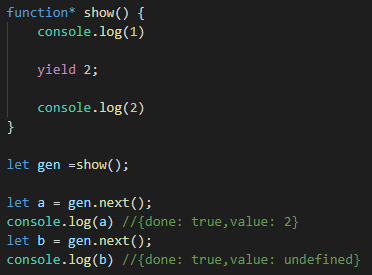 function* show() {
    console.log(1)
    yield 2;
    console.log(2)
}
let gen =show();
let a = gen.next();
console.log(a) //{done: true,value: 2}
let b = gen.next();
console.log(b) //{done: true,value: undefined}